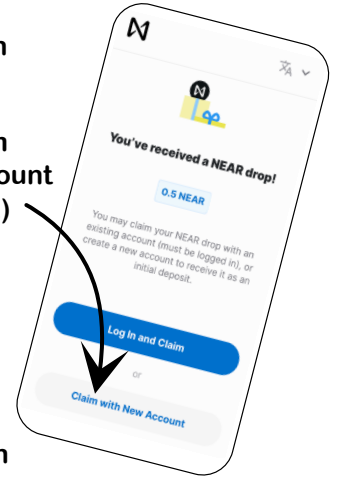 You've received a NEAR drop!
0.5 NEAR
You may claim your NEAR drop with an
existing account (must be logged in), or
create a new account to receive it as an
initial deposit.
Log In and Claim
or
Claim with New Account
ount
)